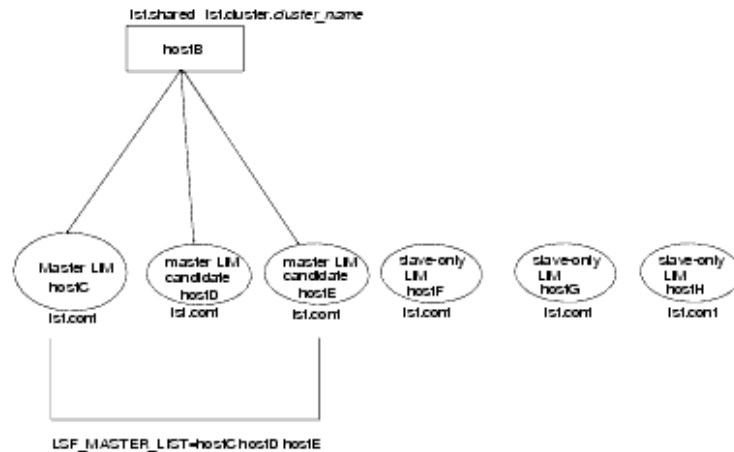 lsf.shared lsf.cluster.cluster_name
hostB
Master LIM
hostC
lsf.conf
master LIM
candidate
hostD
lsf.conf
master LIM
candidate
hostE
lsf.conf
slave-only
LIM
hostF
lsf.conf
slave-only
LIM
hostG
lsf.conf
slave-only
LIM
hostH
lsf.conf
LSF_MASTER_LIST=hostC hostD hostE